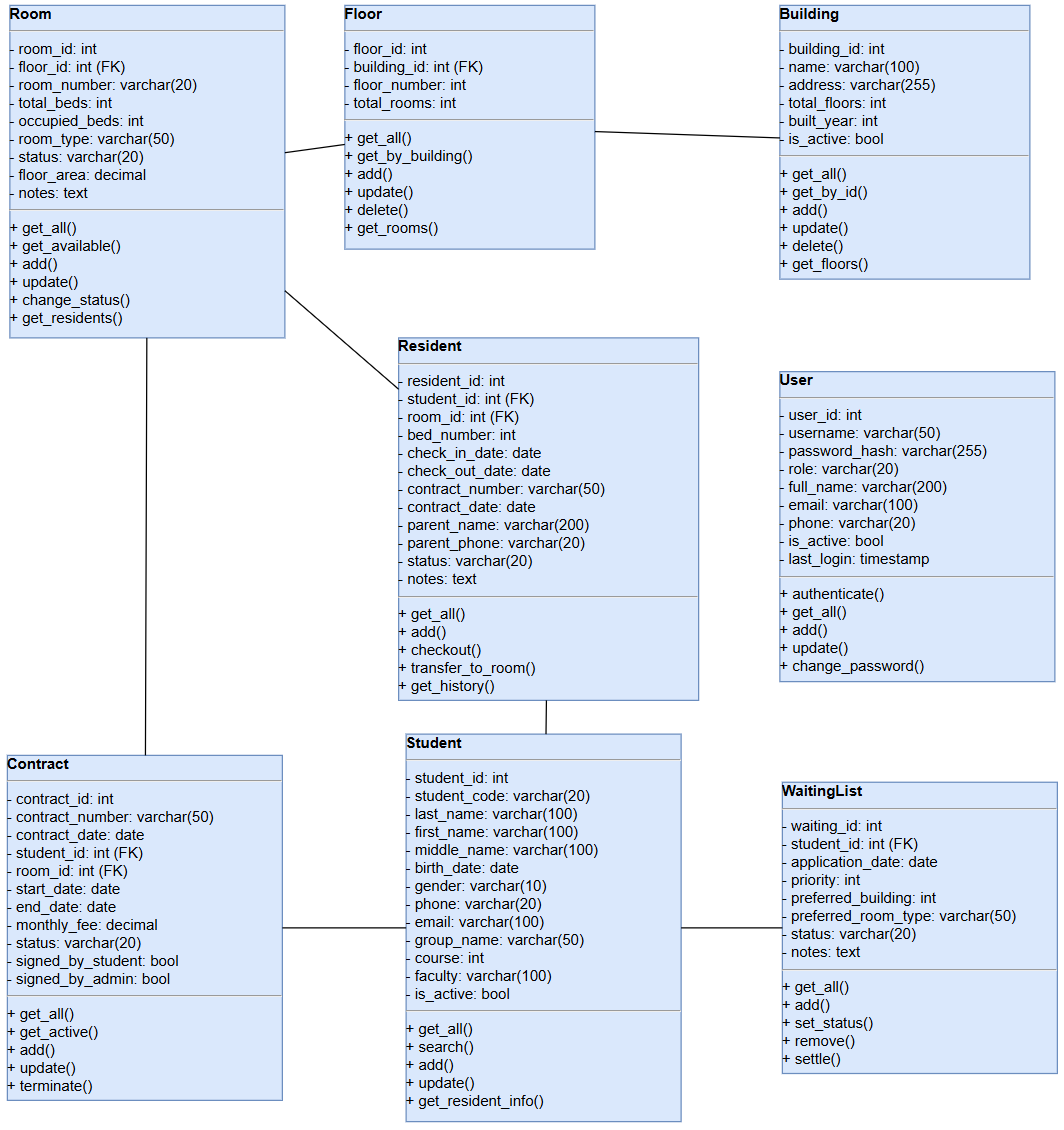 Room
- room_id: int
- floor_id: int (FK)
- room_number: varchar(20)
- total_beds: int
- occupied_beds: int
- room_type: varchar(50)
- status: varchar(20)
- floor_area: decimal
- notes: text
+ get_all()
+ get_available()
+ add()
+ update()
+ change_status()
+ get_residents()
Floor
- floor_id: int
- building_id: int (FK)
- floor_number: int
- total_rooms: int
+ get_all()
+ get_by_building()
+ add()
+ update()
+ delete()
+ get_rooms()
Building
- building_id: int
- name: varchar(100)
- address: varchar(255)
- total_floors: int
- built_year: int
- is_active: bool
+ get_all()
+ get_by_id()
+ add()
+ update()
+ delete()
+ get_floors()
Resident
- resident_id: int
- student_id: int (FK)
- room_id: int (FK)
- bed_number: int
- check_in_date: date
- check_out_date: date
- contract_number: varchar(50)
- contract_date: date
- parent_name: varchar(200)
- parent_phone: varchar(20)
- status: varchar(20)
- notes: text
+ get_all()
+ add()
+ checkout()
+ transfer_to_room()
+ get_history()
User
- user_id: int
- username: varchar(50)
- password_hash: varchar(255)
- role: varchar(20)
- full_name: varchar(200)
- email: varchar(100)
- phone: varchar(20)
- is_active: bool
- last_login: timestamp
+ authenticate()
+ get_all()
+ add()
+ update()
+ change_password()
Contract
- contract_id: int
- contract_number: varchar(50)
- contract_date: date
- student_id: int (FK)
- room_id: int (FK)
- start_date: date
- end_date: date
- monthly_fee: decimal
- status: varchar(20)
- signed_by_student: bool
- signed_by_admin: bool
+ get_all()
+ get_active()
+ add()
+ update()
+ terminate()
Student
- student_id: int
- student_code: varchar(20)
- last_name: varchar(100)
- first_name: varchar(100)
- middle_name: varchar(100)
- birth_date: date
- gender: varchar(10)
- phone: varchar(20)
- email: varchar(100)
- group_name: varchar(50)
- course: int
- faculty: varchar(100)
- is_active: bool
+ get_all()
+ search()
+ add()
+ update()
+ get_resident_info()
WaitingList
- waiting_id: int
- student_id: int (FK)
- application_date: date
- priority: int
- preferred_building: int
- preferred_room_type: varchar(50)
- status: varchar(20)
- notes: text
+ get_all()
+ add()
+ set_status()
+ remove()
+ settle()